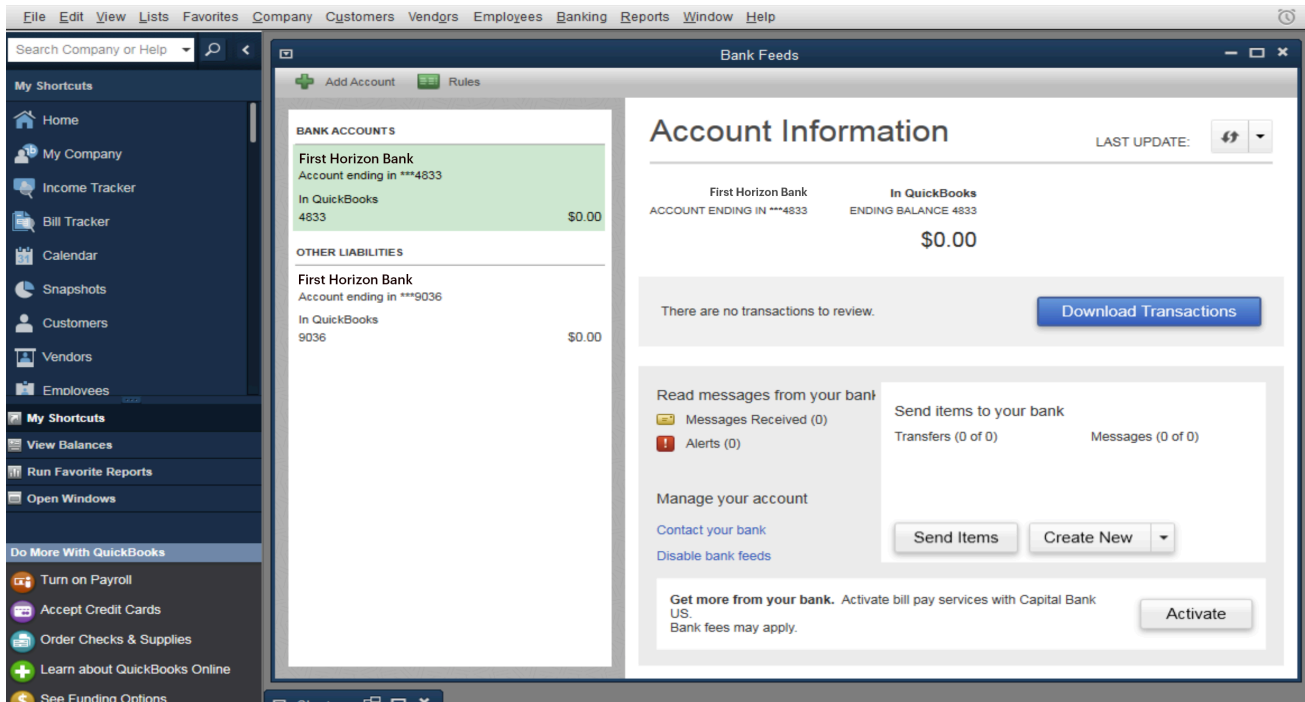 File Edit View Lists Favorites Company Customers Vendors Employees Banking Reports Window Help
Search Company or Help
My Shortcuts
Home
My Company
Income Tracker
Bill Tracker
31
Calendar
Snapshots
Customers
Vendors
Employees
My Shortcuts
View Balances
Run Favorite Reports
Open Windows
Do More With QuickBooks
Turn on Payroll
Accept Credit Cards
Order Checks & Supplies
Learn about QuickBooks Online
$ See Funding Options
Bank Feeds
Add Account Rules
BANK ACCOUNTS
First Horizon Bank
Account ending in ***4833
In QuickBooks
4833 $0.00
OTHER LIABILITIES
First Horizon Bank
Account ending in ***9036
In QuickBooks
9036 $0.00
Account Information
LAST UPDATE:
First Horizon Bank In QuickBooks
ACCOUNT ENDING IN ***4833 ENDING BALANCE 4833
$0.00
There are no transactions to review. Download Transactions
Read messages from your bank
Messages Received (0)
! Alerts (0)
Manage your account
Contact your bank
Disable bank feeds
Send items to your bank
Transfers (0 of 0) Messages (0 of 0)
Send Items Create New
Get more from your bank. Activate bill pay services with Capital Bank
US.
Bank fees may apply.
Activate